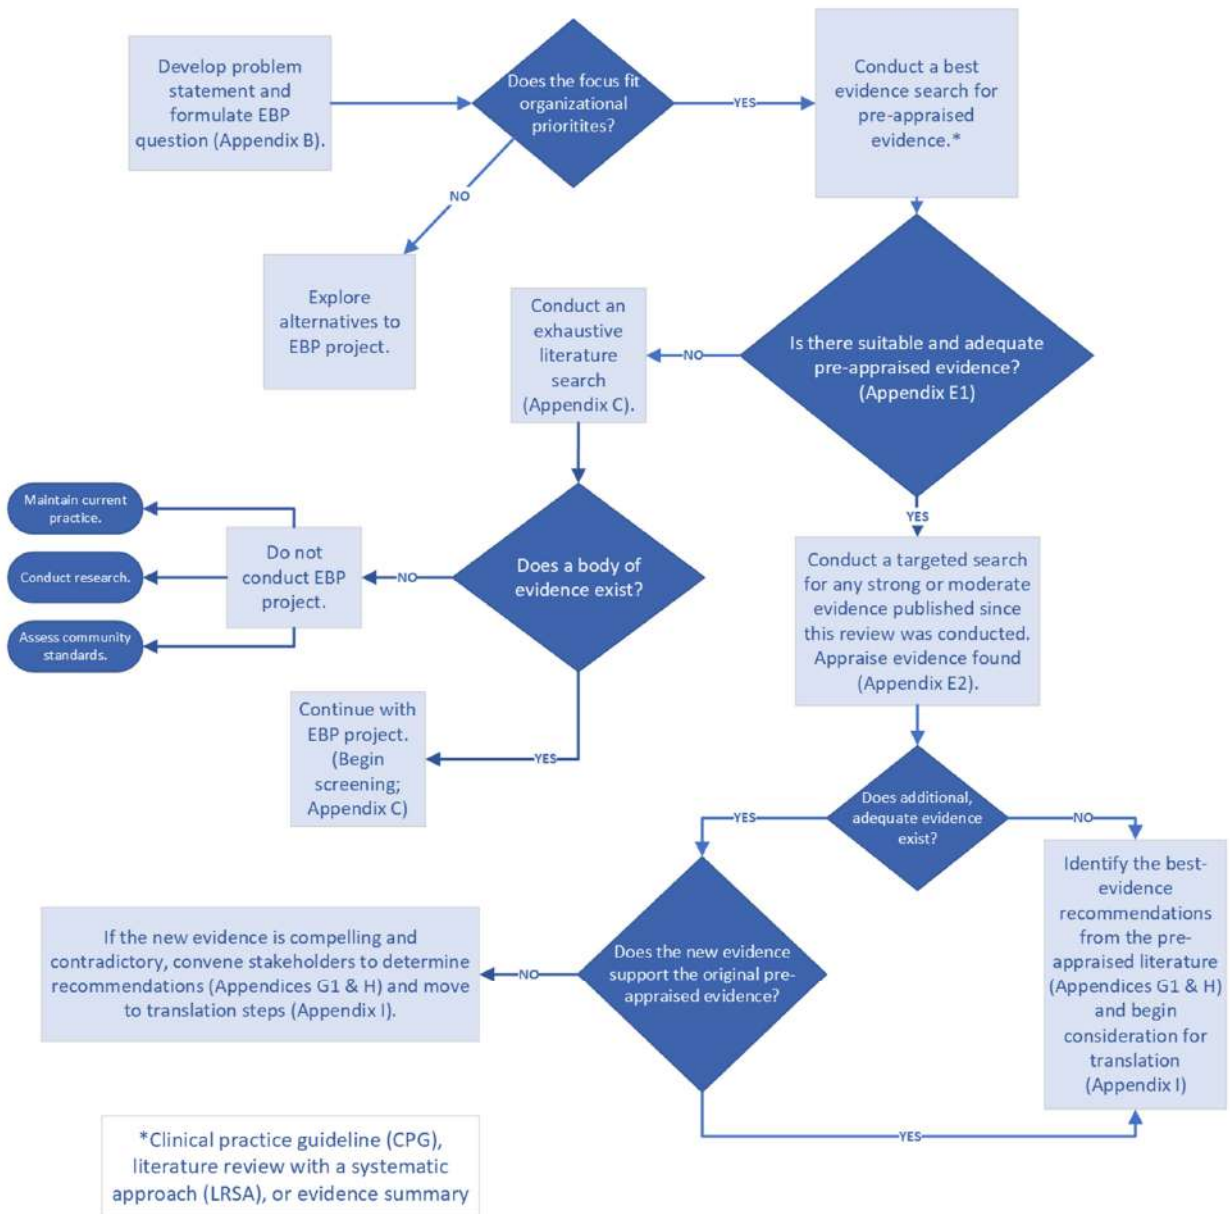 Develop problem
statement and
formulate EBP
question (Appendix B).
Does the focus fit
organizational
prioritites?
YES
Conduct a best
evidence search for
pre-appraised
evidence.*
NO
Explore
alternatives to
EBP project.
Is there suitable and adequate
pre-appraised evidence?
(Appendix E1)
NO
Conduct an
exhaustive
literature
search
(Appendix C).
Does a body of
evidence exist?
NO
Do not
conduct EBP
project.
Maintain current
practice.
Conduct research.
Assess community
standards.
YES
Continue with
EBP project.
(Begin
screening;
Appendix C)
YES
Conduct a targeted search
for any strong or moderate
evidence published since
this review was conducted.
Appraise evidence found
(Appendix E2).
Does additional,
adequate evidence
exist?
YES
NO
Identify the best-
evidence
recommendations
from the pre-
appraised literature
(Appendices G1 & H)
and begin
consideration for
translation
(Appendix I)
Does the new evidence
support the original pre-
appraised evidence?
NO
If the new evidence is compelling and
contradictory, convene stakeholders to determine
recommendations (Appendices G1 & H) and move
to translation steps (Appendix I).
YES
*Clinical practice guideline (CPG),
literature review with a systematic
approach (LRSA), or evidence summary